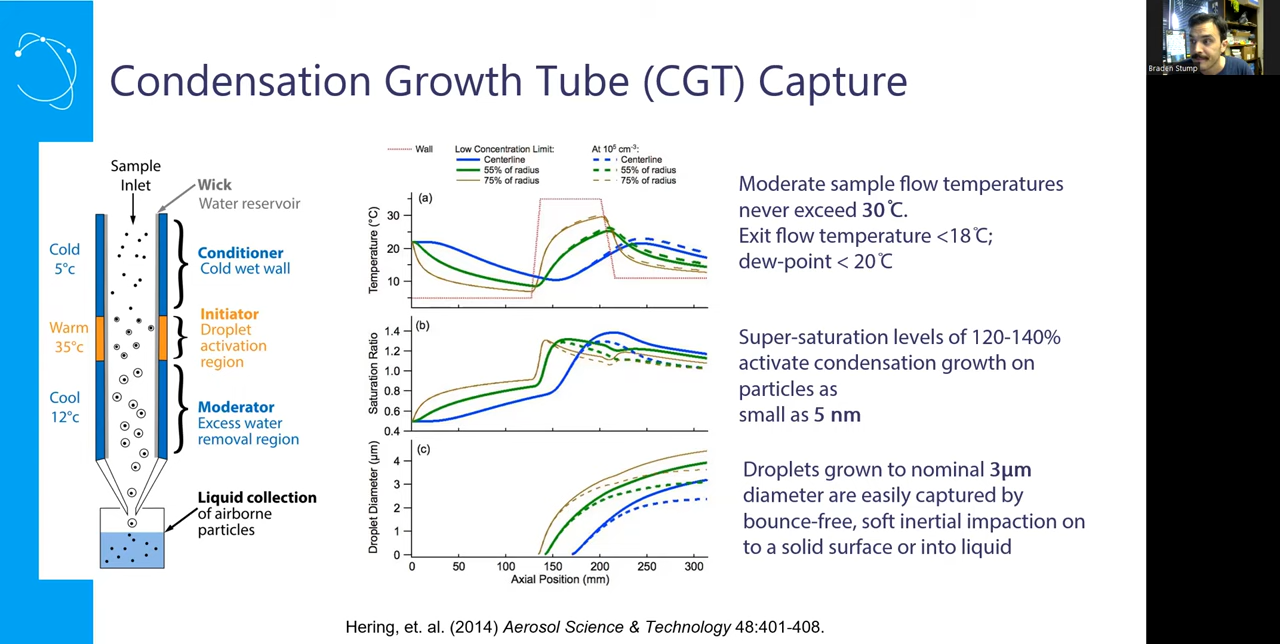 Condensation Growth Tube (CGT) Capture
Braden Stump
Sample
Inlet
Wick
Water reservoir
Cold
5°c
Conditioner
Cold wet wall
Warm
35°c
Initiator
Droplet
activation
region
Cool
12°c
Moderator
Excess water
removal region
Liquid collection
of airborne
particles
Wall
Low Concentration Limit:
Centerline
55% of radius
75% of radius
At 10⁵ cm⁻³:
Centerline
55% of radius
75% of radius
(a)
Temperature (°C)
30
20
10
(b)
Saturation Ratio
1.4
1.2
1.0
0.8
0.6
0.4
(c)
Droplet Diameter (µm)
4
3
2
1
0
0 50 100 150 200 250 300
Axial Position (mm)
Moderate sample flow temperatures
never exceed 30℃.
Exit flow temperature <18℃;
dew-point < 20℃
Super-saturation levels of 120-140%
activate condensation growth on
particles as
small as 5 nm
Droplets grown to nominal 3µm
diameter are easily captured by
bounce-free, soft inertial impaction on
to a solid surface or into liquid
Hering, et. al. (2014) Aerosol Science & Technology 48:401-408.